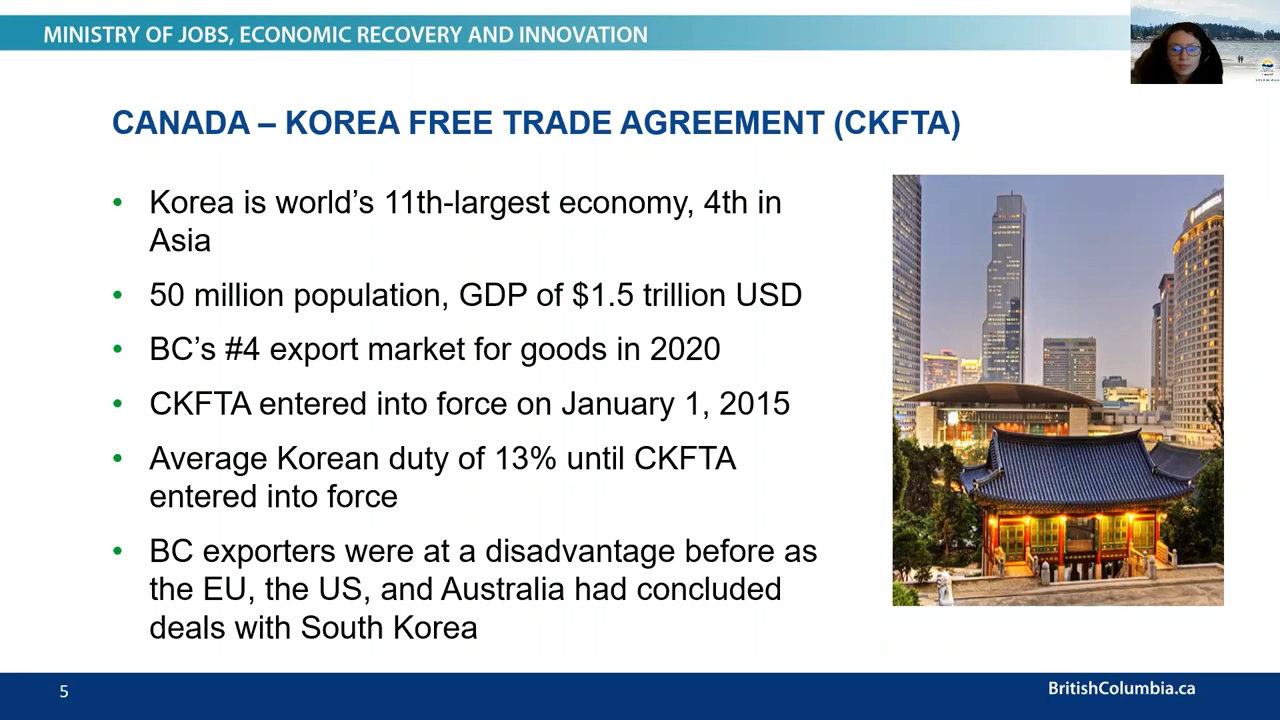 MINISTRY OF JOBS, ECONOMIC RECOVERY AND INNOVATION
CANADA – KOREA FREE TRADE AGREEMENT (CKFTA)
• Korea is world’s 11th-largest economy, 4th in
Asia
• 50 million population, GDP of $1.5 trillion USD
• BC’s #4 export market for goods in 2020
• CKFTA entered into force on January 1, 2015
• Average Korean duty of 13% until CKFTA
entered into force
• BC exporters were at a disadvantage before as
the EU, the US, and Australia had concluded
deals with South Korea
5
BritishColumbia.ca